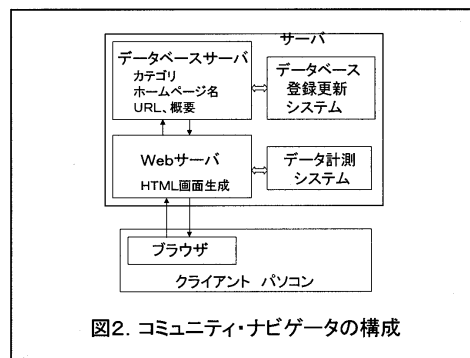 サーバ
データベースサーバ
カテゴリ
ホームページ名
URL、概要
データベース
登録更新
システム
Webサーバ
HTML画面生成
データ計測
システム
ブラウザ
クライアント パソコン
図2. コミュニティ・ナビゲータの構成